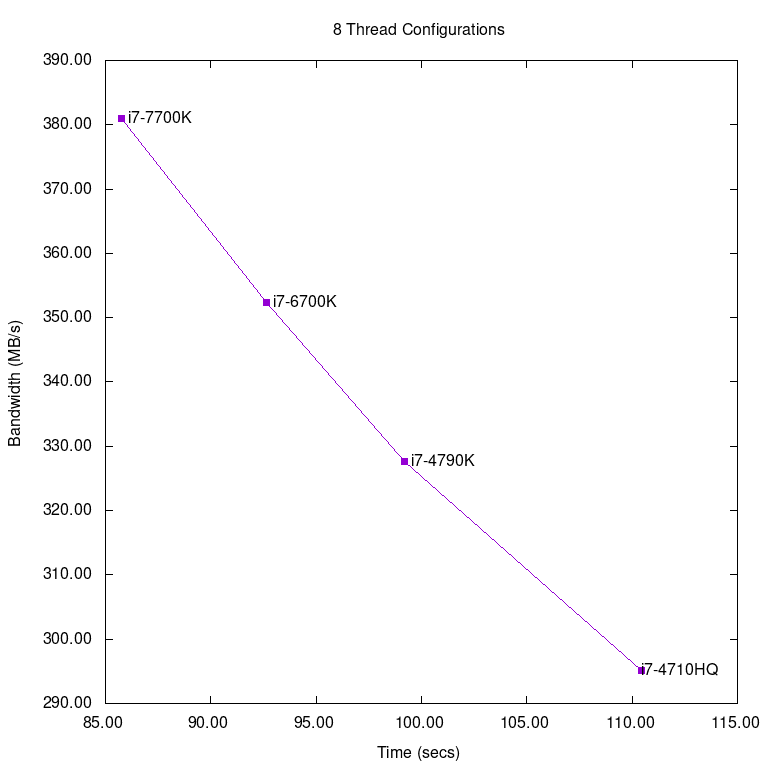 8 Thread Configurations
390.00
380.00
370.00
360.00
350.00
340.00
330.00
320.00
310.00
300.00
290.00
Bandwidth (MB/s)
i7-7700K
i7-6700K
i7-4790K
i7-4710HQ
85.00 90.00 95.00 100.00 105.00 110.00 115.00
Time (secs)